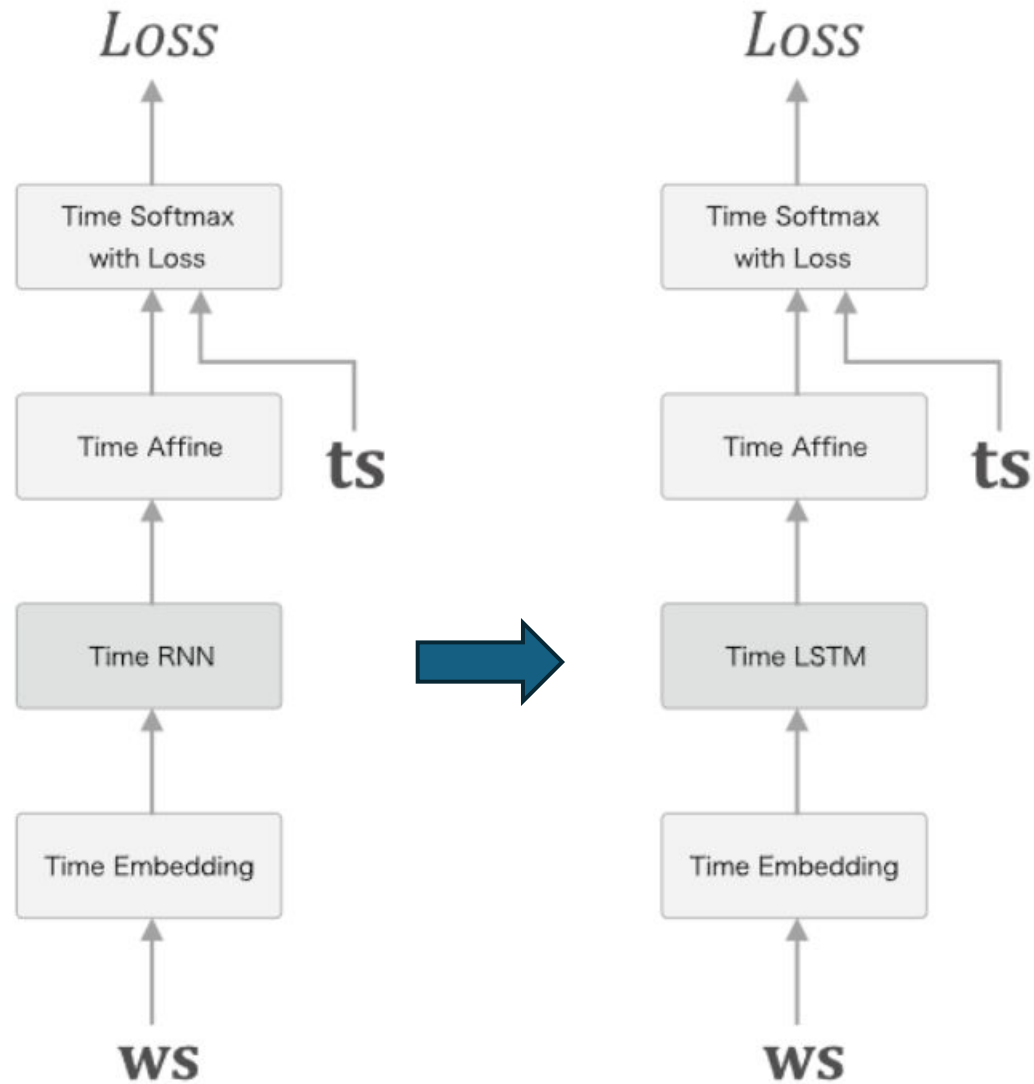 Loss
Time Softmax
with Loss
Time Affine
ts
Time RNN
Time Embedding
ws
Loss
Time Softmax
with Loss
Time Affine
ts
Time LSTM
Time Embedding
ws